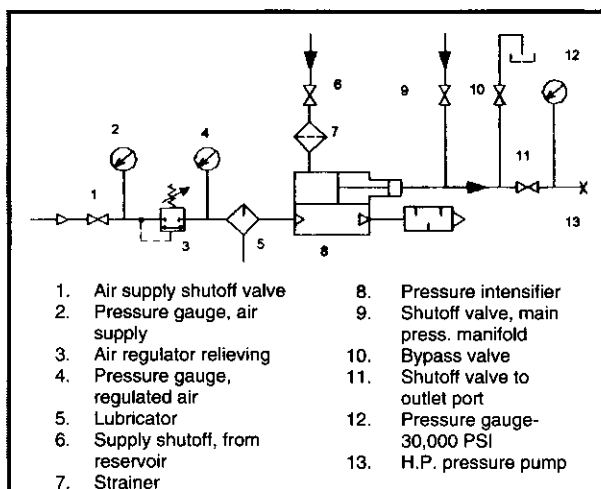 12
6
9
10
2
4
7
11
1
3
5
8
13
1. Air supply shutoff valve
2. Pressure gauge, air
supply
3. Air regulator relieving
4. Pressure gauge,
regulated air
5. Lubricator
6. Supply shutoff, from
reservoir
7. Strainer
8. Pressure intensifier
9. Shutoff valve, main
press. manifold
10. Bypass valve
11. Shutoff valve to
outlet port
12. Pressure gauge-
30,000 PSI
13. H.P. pressure pump